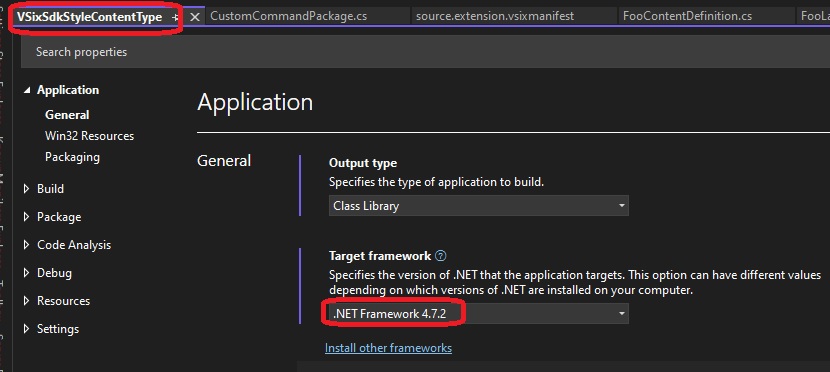 VSixSdkStyleContentType CustomCommandPackage.cs source.extension.vsixmanifest FooContentDefinition.cs FooLa
Search properties
Application
General
Win32 Resources
Packaging
Build
Package
Code Analysis
Debug
Resources
Settings
Application
General
Output type
Specifies the type of application to build.
Class Library
Target framework
Specifies the version of .NET that the application targets. This option can have different values
depending on which versions of .NET are installed on your computer.
.NET Framework 4.7.2
Install other frameworks